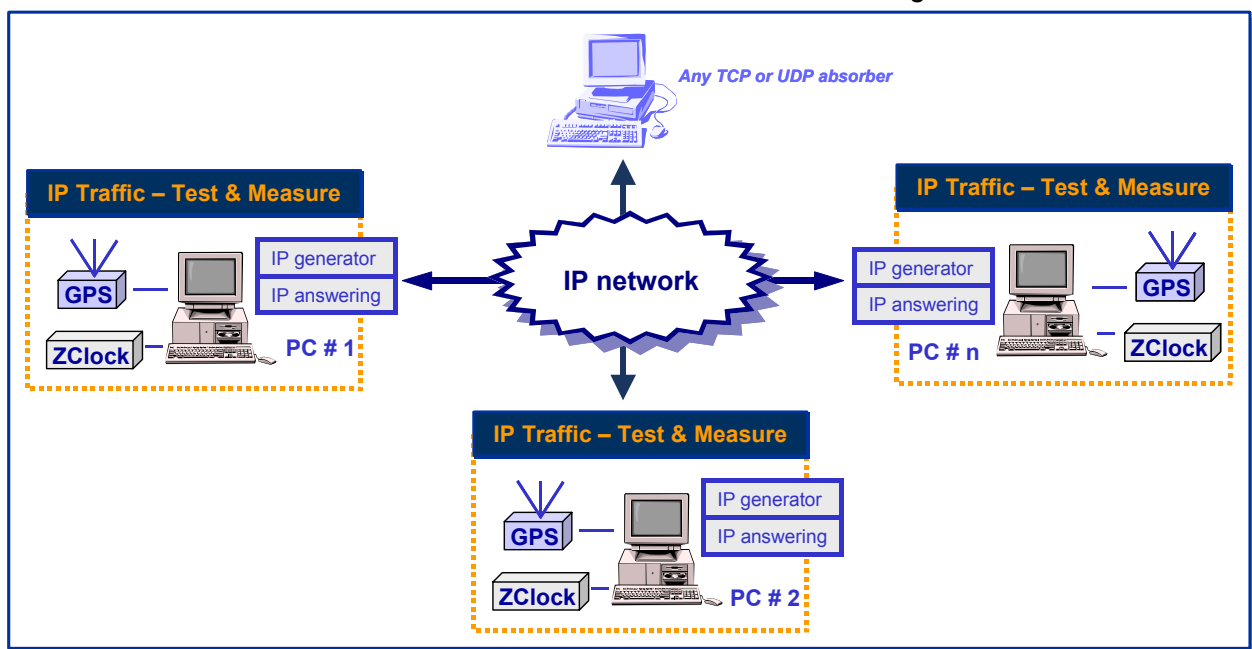 Any TCP or UDP absorber
IP Traffic – Test & Measure
GPS
ZClock
IP generator
IP answering
PC # 1
IP network
IP Traffic – Test & Measure
IP generator
IP answering
PC # n
GPS
ZClock
IP Traffic – Test & Measure
GPS
ZClock
IP generator
IP answering
PC # 2